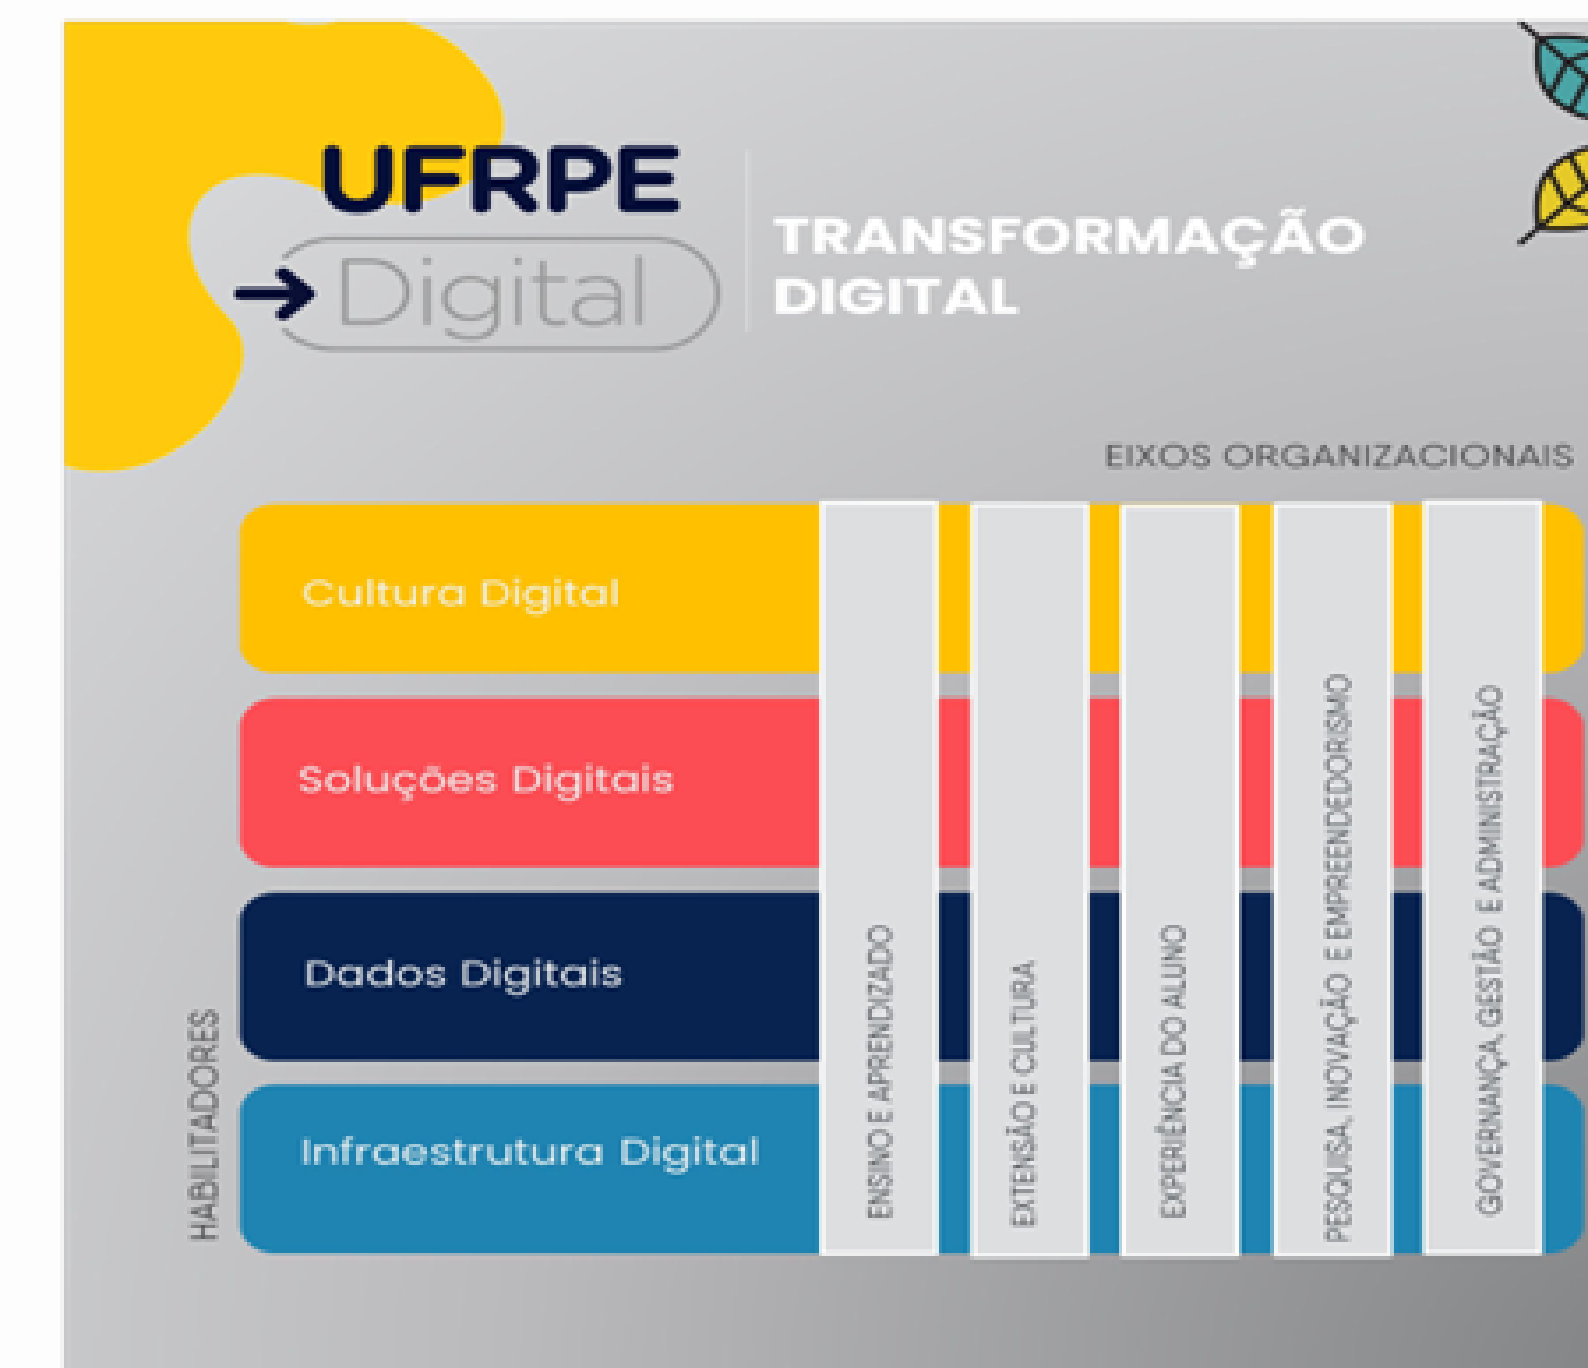 UFRPE
Digital
TRANSFORMAÇÃO
DIGITAL
EIXOS ORGANIZACIONAIS
HABILITADORES
Cultura Digital
Soluções Digitais
Dados Digitais
Infraestrutura Digital
ENSINO E APRENDIZADO
EXTENSÃO E CULTURA
EXPERIÊNCIA DO ALUNO
PESQUISA, INOVAÇÃO E EMPREENDEDORISMO
GOVERNANÇA, GESTÃO E ADMINISTRAÇÃO